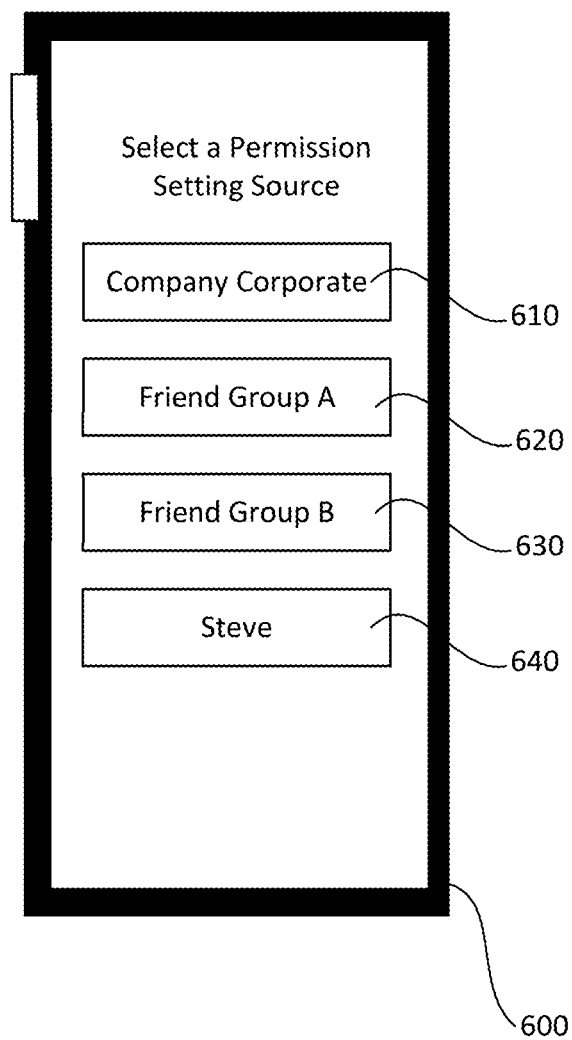 Select a Permission
Setting Source
Company Corporate
610
Friend Group A
620
Friend Group B
630
Steve
640
600